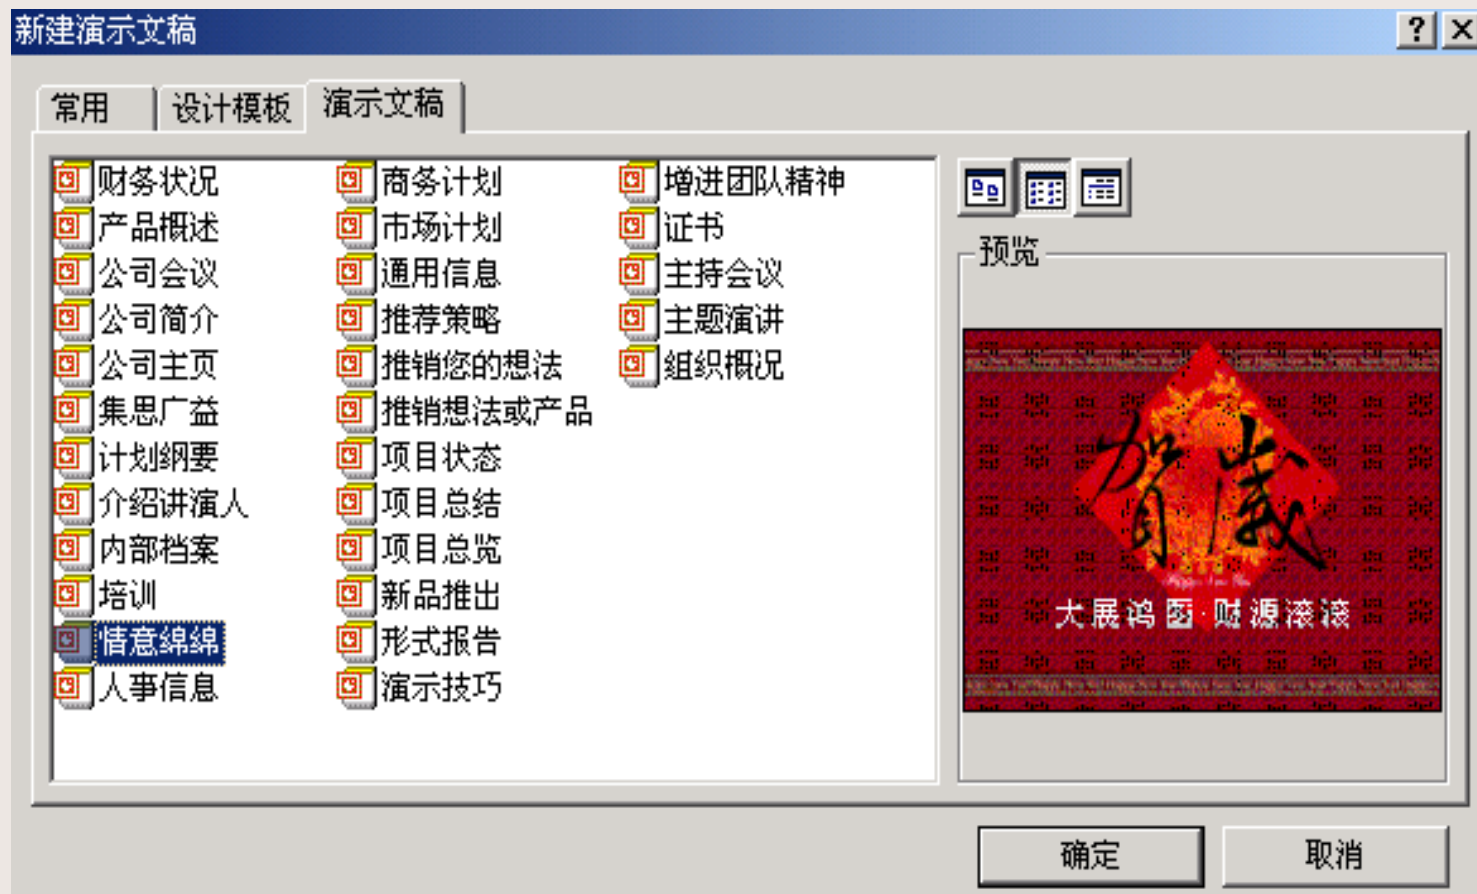 新建演示文稿
常用
设计模板
演示文稿
财务状况
产品概述
公司会议
公司简介
公司主页
集思广益
计划纲要
介绍讲演人
内部档案
培训
情意绵绵
人事信息
商务计划
市场计划
通用信息
推荐策略
推销您的想法
推销想法或产品
项目状态
项目总结
项目总览
新品推出
形式报告
演示技巧
增进团队精神
证书
主持会议
主题演讲
组织概况
预览
贺岁
大展鸿图·财源滚滚
确定
取消